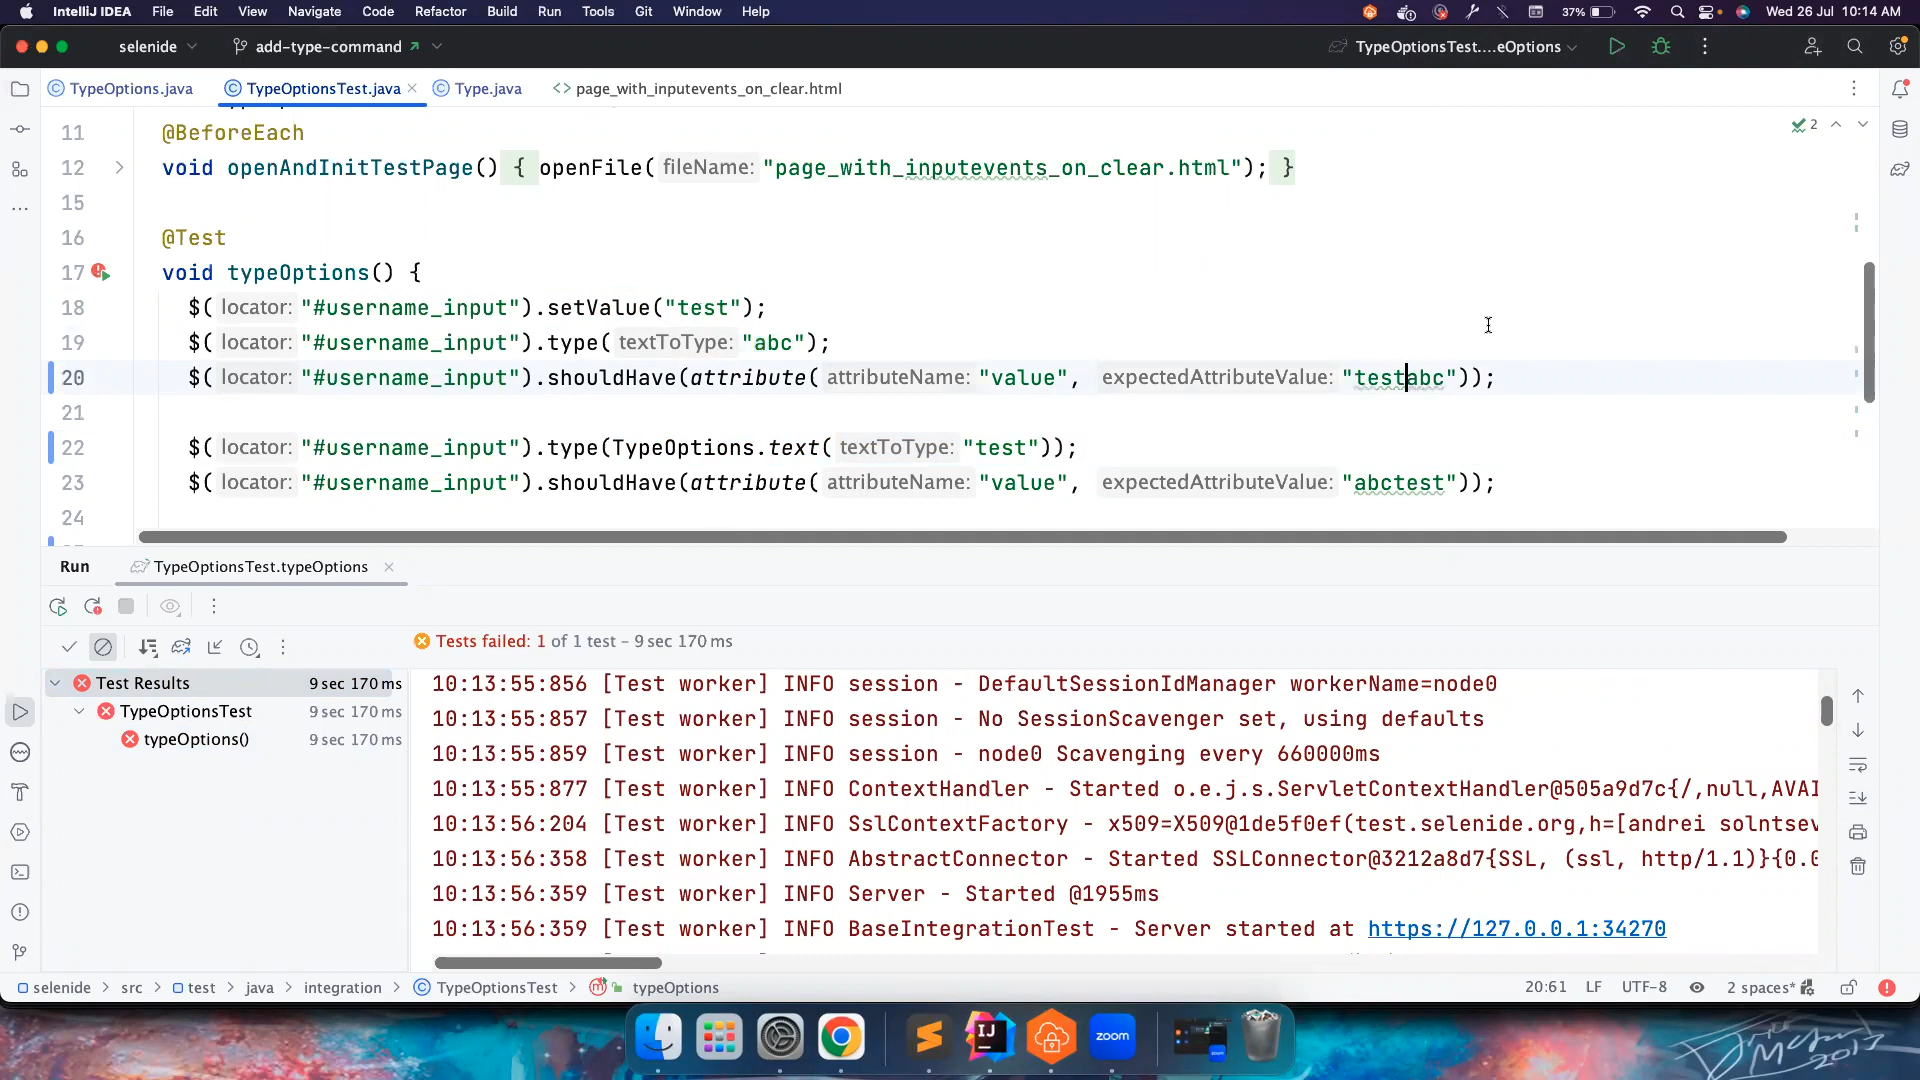 IntelliJ IDEA File Edit View Navigate Code Refactor Build Run Tools Git Window Help 37% Wed 26 Jul 10:14 AM
selenide add-type-command TypeOptionsTest....eOptions
TypeOptions.java TypeOptionsTest.java Type.java page_with_inputevents_on_clear.html
11 @BeforeEach 2
12 void openAndInitTestPage() { openFile( fileName: "page_with_inputevents_on_clear.html"); }
15
16 @Test
17 void typeOptions() {
18 $( locator: "#username_input").setValue("test");
19 $( locator: "#username_input").type( textToType: "abc");
20 $( locator: "#username_input").shouldHave(attribute( attributeName: "value", expectedAttributeValue: "testabc"));
21
22 $( locator: "#username_input").type(TypeOptions.text( textToType: "test"));
23 $( locator: "#username_input").shouldHave(attribute( attributeName: "value", expectedAttributeValue: "abctest"));
24
Run TypeOptionsTest.typeOptions
Tests failed: 1 of 1 test – 9 sec 170 ms
Test Results 9 sec 170 ms
TypeOptionsTest 9 sec 170 ms
typeOptions() 9 sec 170 ms
10:13:55:856 [Test worker] INFO session - DefaultSessionIdManager workerName=node0
10:13:55:857 [Test worker] INFO session - No SessionScavenger set, using defaults
10:13:55:859 [Test worker] INFO session - node0 Scavenging every 660000ms
10:13:55:877 [Test worker] INFO ContextHandler - Started o.e.j.s.ServletContextHandler@505a9d7c{/,null,AVAI
10:13:56:204 [Test worker] INFO SslContextFactory - x509=X509@1de5f0ef(test.selenide.org,h=[andrei solntsev
10:13:56:358 [Test worker] INFO AbstractConnector - Started SSLConnector@3212a8d7{SSL, (ssl, http/1.1)}{0.0
10:13:56:359 [Test worker] INFO Server - Started @1955ms
10:13:56:359 [Test worker] INFO BaseIntegrationTest - Server started at https://127.0.0.1:34270
selenide > src > test > java > integration > TypeOptionsTest > typeOptions 20:61 LF UTF-8 2 spaces*
IJ zoom